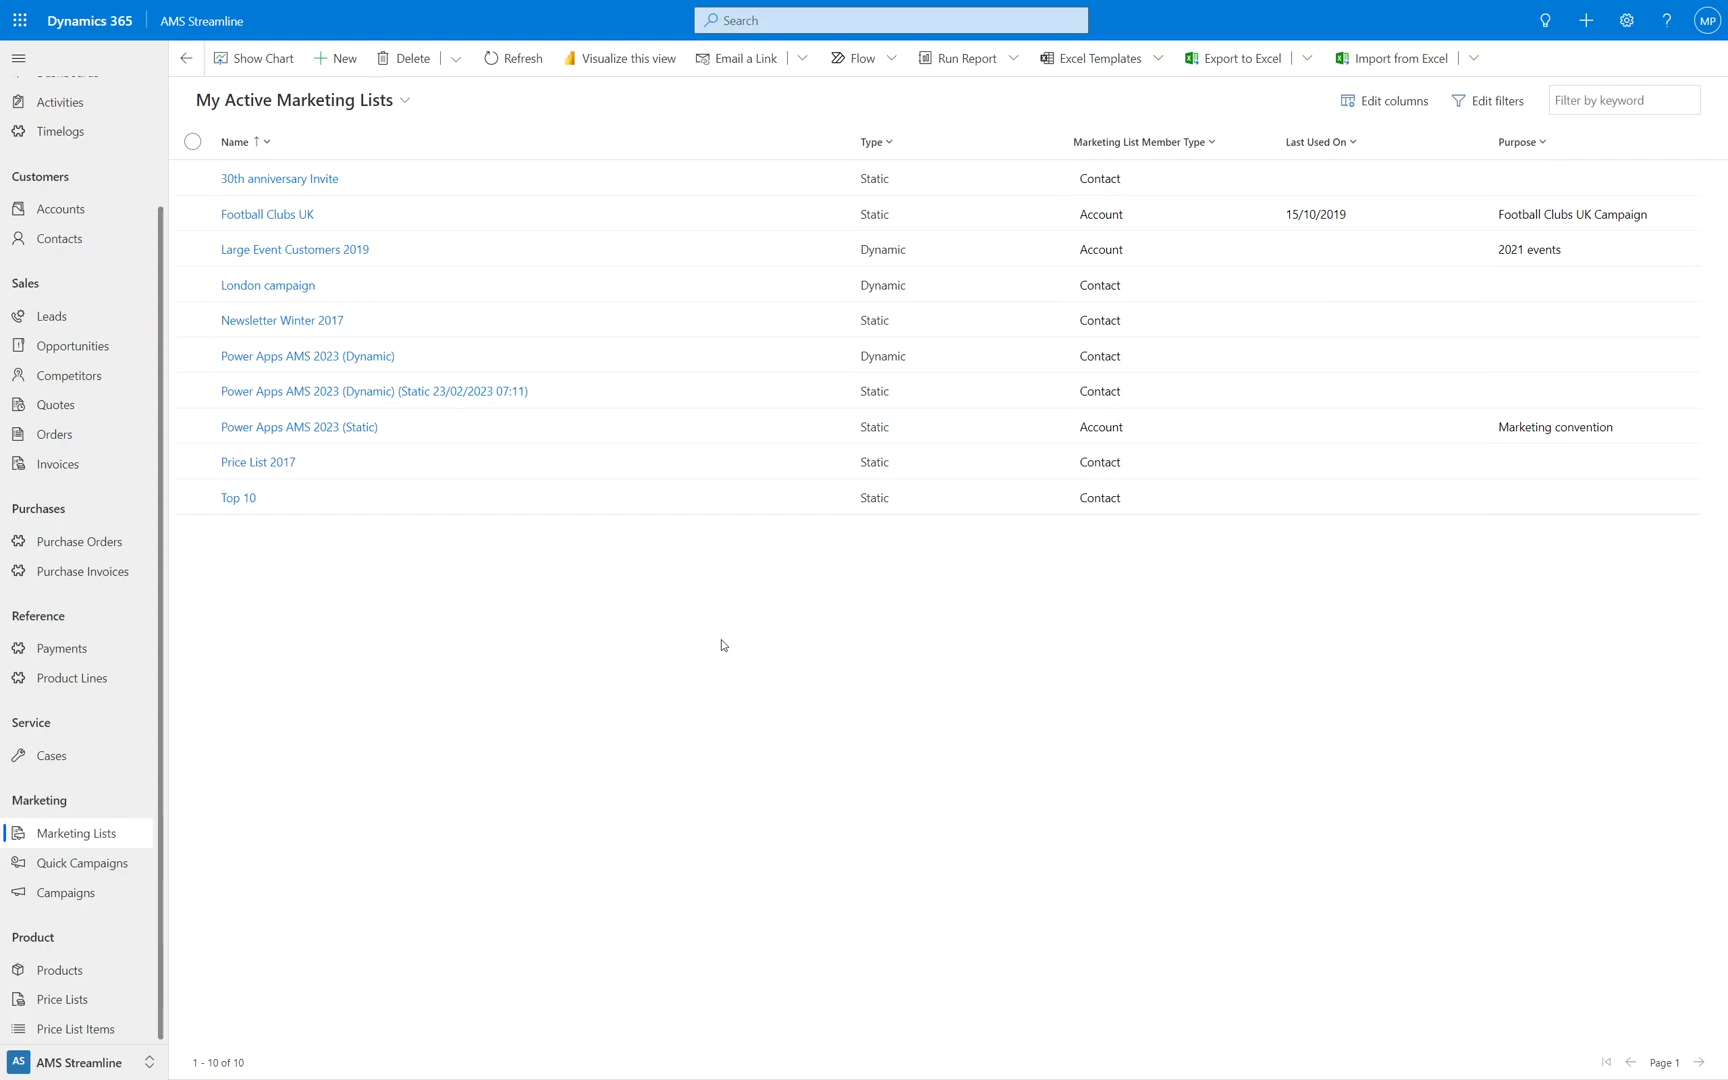 Dynamics 365
AMS Streamline
Search
MP
Show Chart
New
Delete
Refresh
Visualize this view
Email a Link
Flow
Run Report
Excel Templates
Export to Excel
Import from Excel
Activities
Timelogs
Customers
Accounts
Contacts
Sales
Leads
Opportunities
Competitors
Quotes
Orders
Invoices
Purchases
Purchase Orders
Purchase Invoices
Reference
Payments
Product Lines
Service
Cases
Marketing
Marketing Lists
Quick Campaigns
Campaigns
Product
Products
Price Lists
Price List Items
AS AMS Streamline
My Active Marketing Lists
Edit columns
Edit filters
Filter by keyword
Name Type Marketing List Member Type Last Used On Purpose
30th anniversary Invite Static Contact
Football Clubs UK Static Account 15/10/2019 Football Clubs UK Campaign
Large Event Customers 2019 Dynamic Account 2021 events
London campaign Dynamic Contact
Newsletter Winter 2017 Static Contact
Power Apps AMS 2023 (Dynamic) Dynamic Contact
Power Apps AMS 2023 (Dynamic) (Static 23/02/2023 07:11) Static Contact
Power Apps AMS 2023 (Static) Static Account Marketing convention
Price List 2017 Static Contact
Top 10 Static Contact
1 - 10 of 10
Page 1